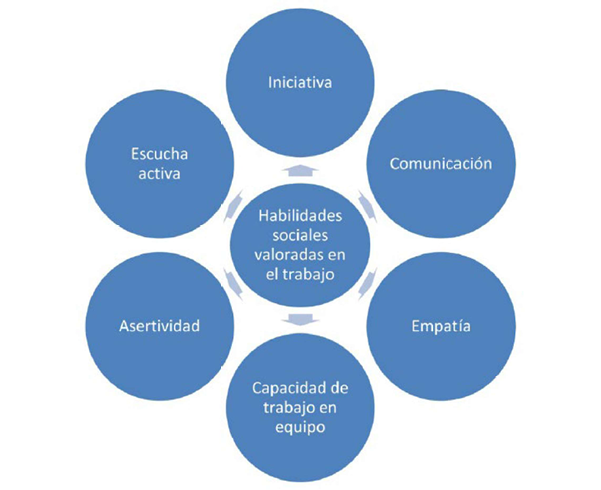 Iniciativa
Escucha
activa
Comunicación
Habilidades
sociales
valoradas en
el trabajo
Asertividad
Empatía
Capacidad de
trabajo en
equipo